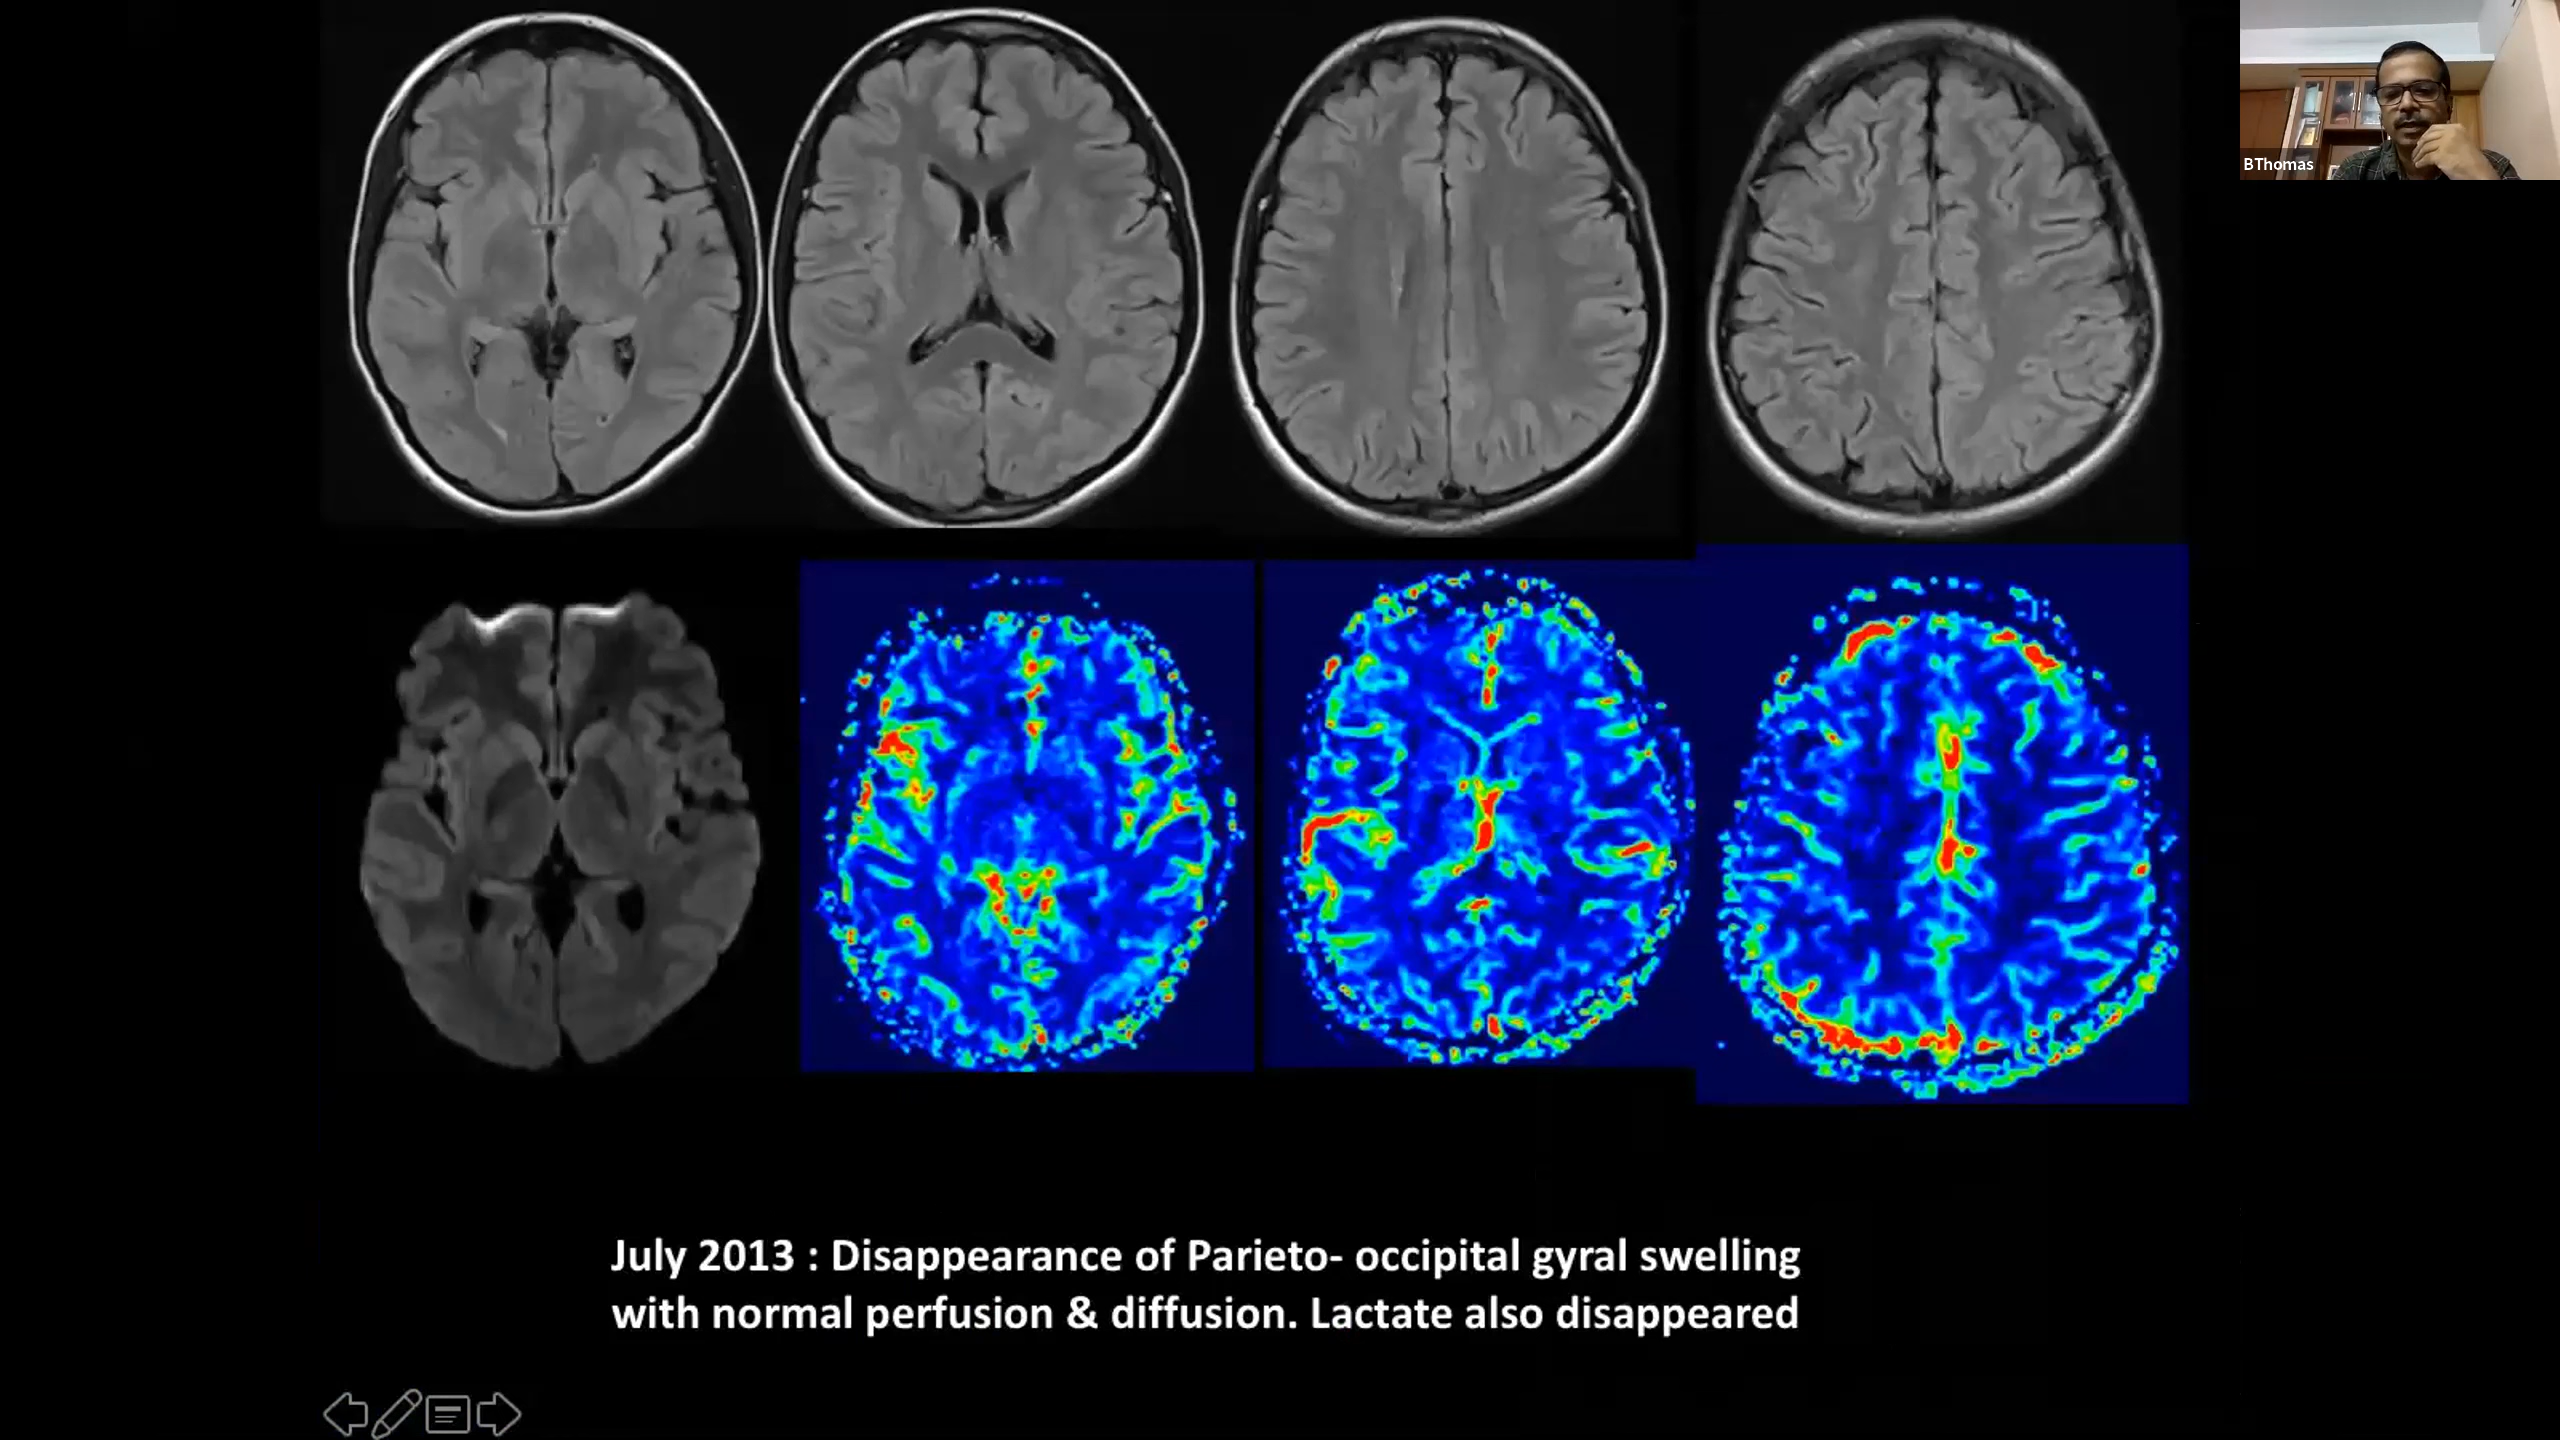 BThomas
July 2013 : Disappearance of Parieto- occipital gyral swelling
with normal perfusion & diffusion. Lactate also disappeared